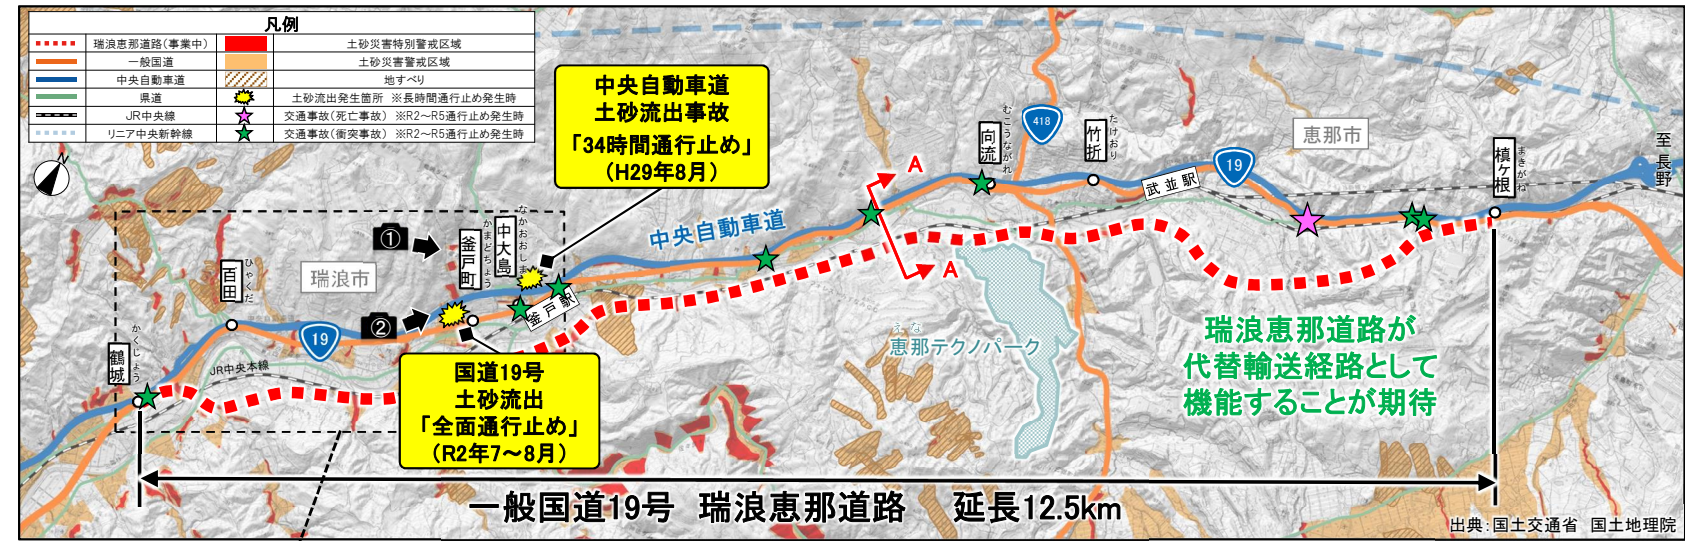 凡例
瑞浪恵那道路(事業中)
土砂災害特別警戒区域
一般国道
土砂災害警戒区域
中央自動車道
地すべり
県道
土砂流出発生箇所 ※長時間通行止め発生時
JR中央線
交通事故(死亡事故) ※R2~R5通行止め発生時
リニア中央新幹線
交通事故(衝突事故) ※R2~R5通行止め発生時
N
中央自動車道
土砂流出事故
「34時間通行止め」
(H29年8月)
418
恵那市
至 長野
向流
むこうながれ
竹折
たけおり
槙ヶ根
まきがね
19
武並駅
A
A
中央自動車道
中大島
なかおおしま
釜戸町
かまどちょう
①
②
瑞浪市
百田
ひゃくだ
釜戸駅
19
鶴城
かくじょう
JR中央本線
えな
恵那テクノパーク
瑞浪恵那道路が
代替輸送経路として
機能することが期待
国道19号
土砂流出
「全面通行止め」
(R2年7~8月)
一般国道19号 瑞浪恵那道路 延長12.5km
出典:国土交通省 国土地理院